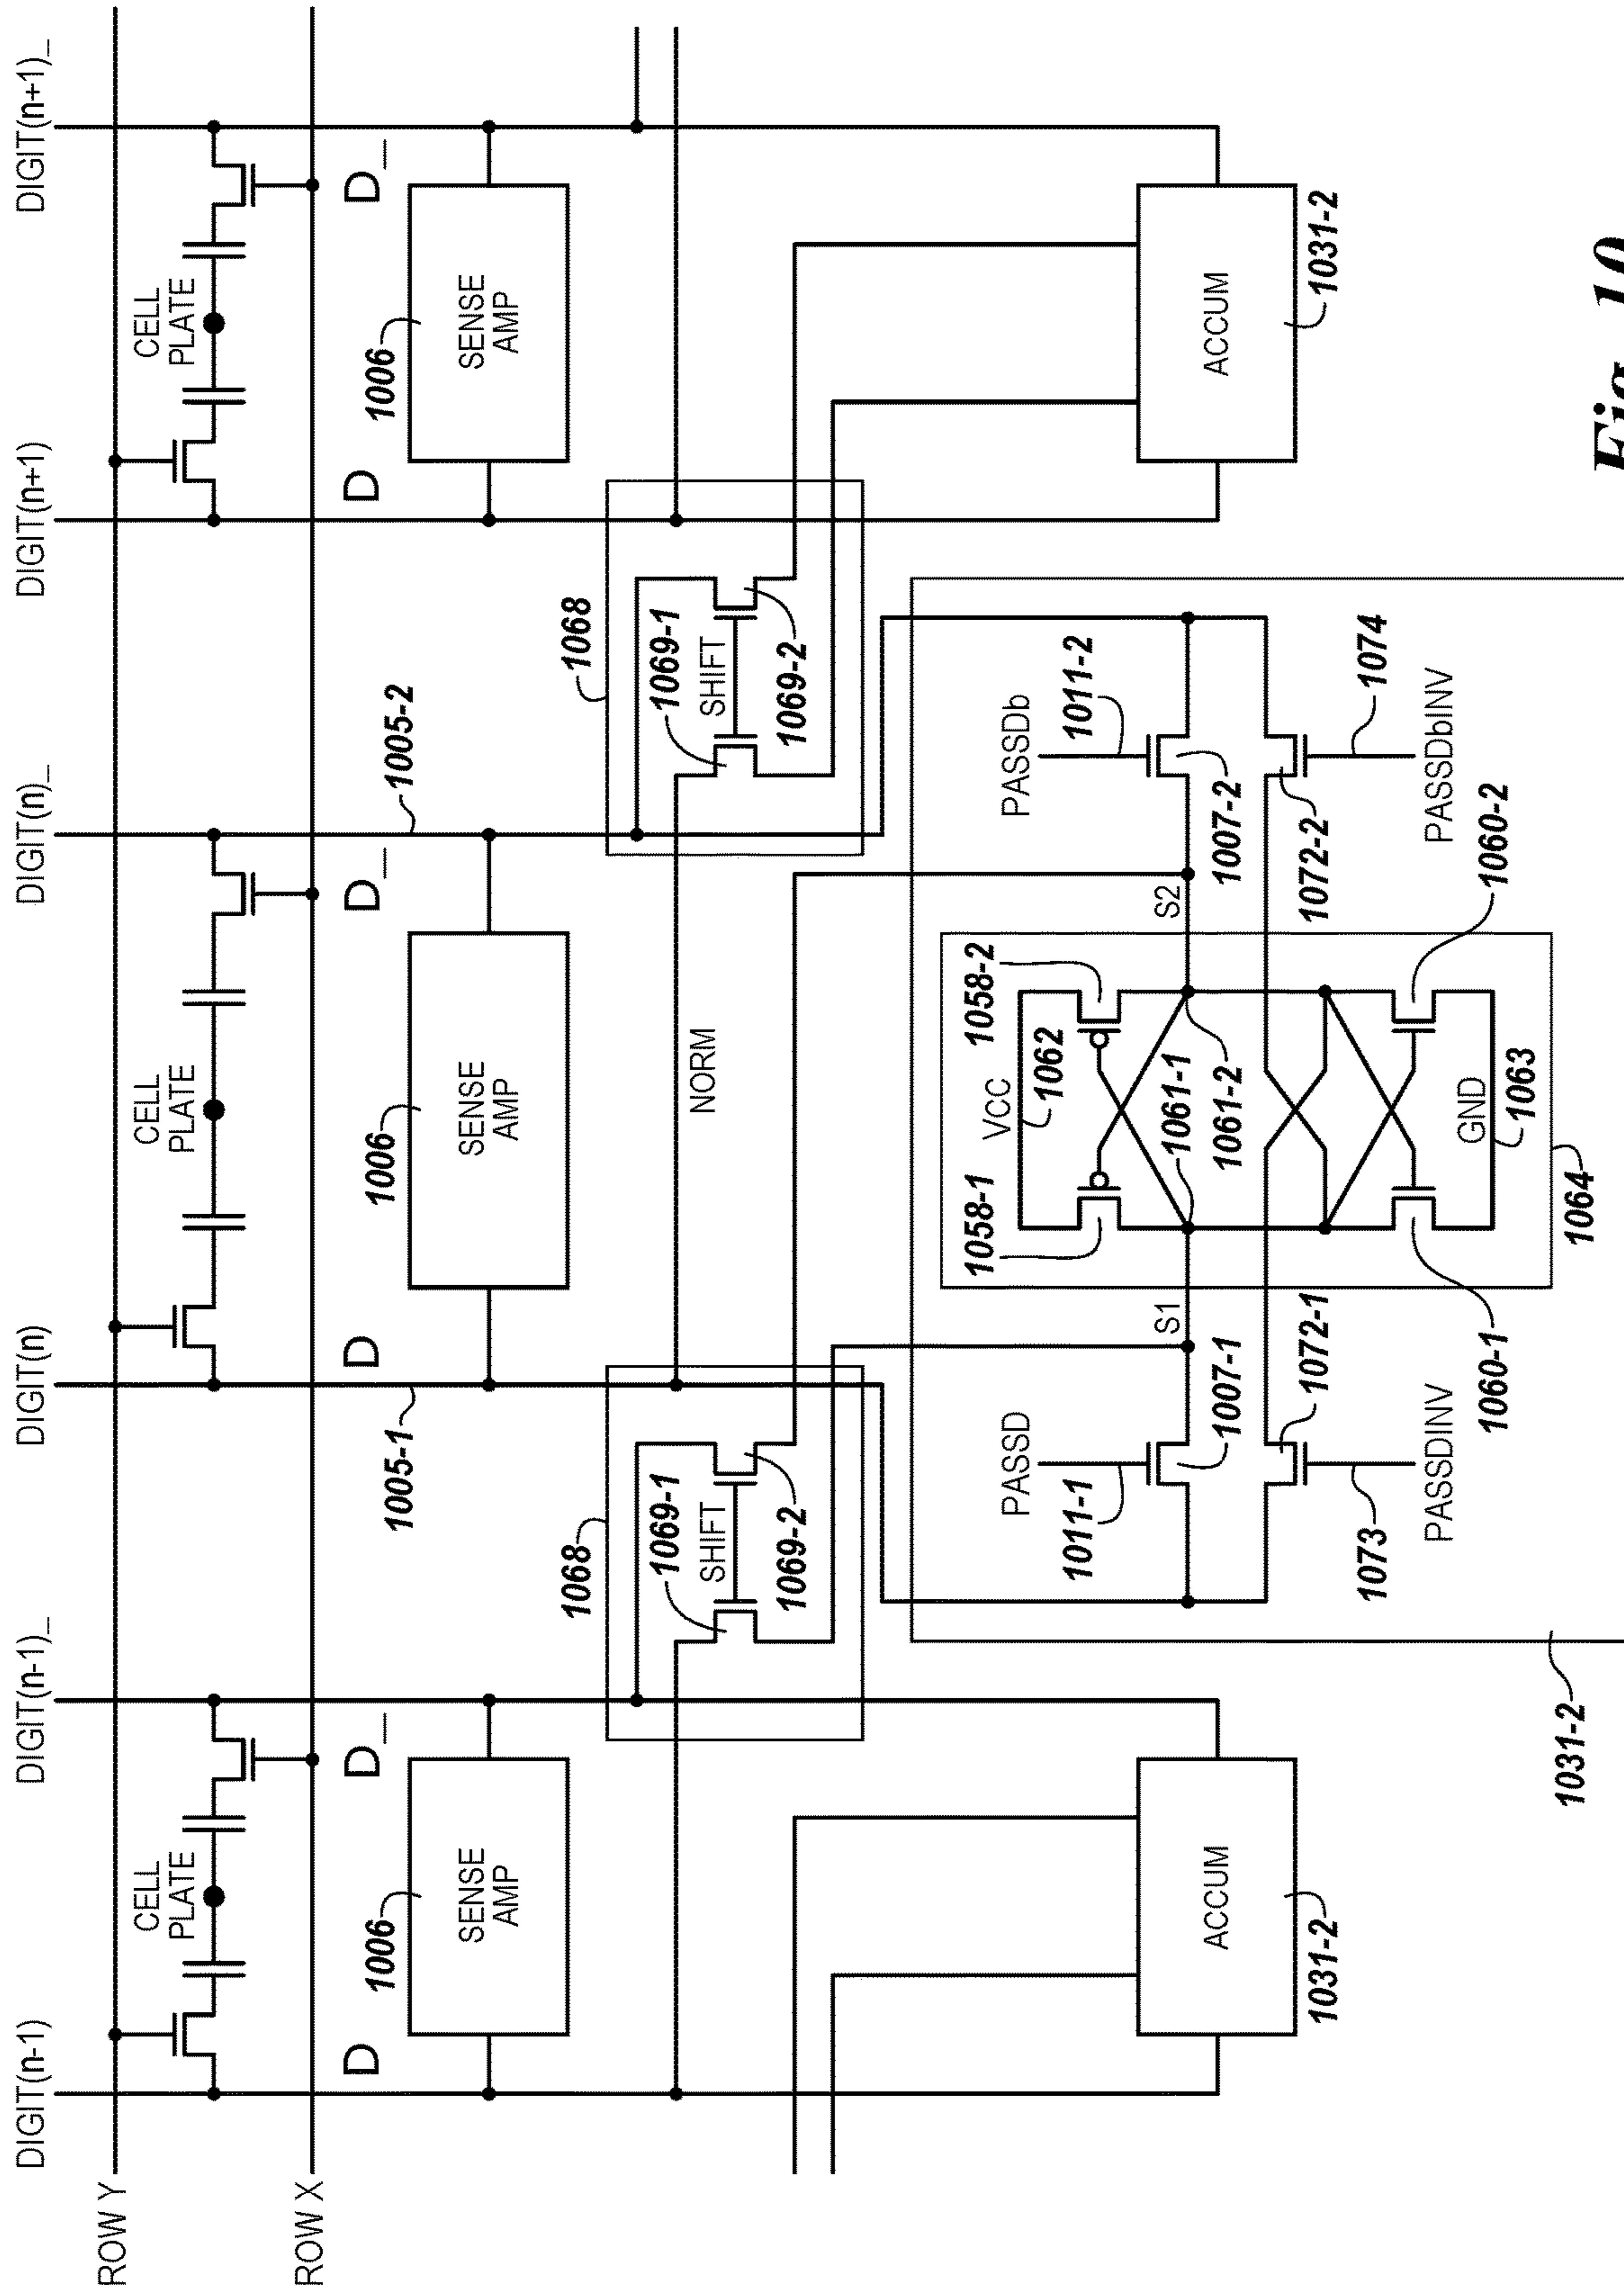 DIGIT(n-1)
DIGIT(n-1)_
DIGIT(n)
DIGIT(n)_
DIGIT(n+1)
DIGIT(n+1)_
ROW Y
ROW X
CELL
PLATE
CELL
PLATE
CELL
PLATE
D
D_
D
D_
D
D_
1006
1005-1
1006
1005-2
1006
SENSE
AMP
SENSE
AMP
SENSE
AMP
1068
1068
1069-1
SHIFT
1069-2
NORM
1069-1
SHIFT
1069-2
PASSD
1011-1
PASSDb
1011-2
1058-1
1058-2
VCC
1062
S1
S2
1061-1
1061-2
1007-1
1007-2
1072-1
1072-2
1073
PASSDINV
1074
PASSDbINV
1060-1
1060-2
GND
1063
1064
ACCUM
1031-2
ACCUM
1031-2
1031-2
Fig. 10